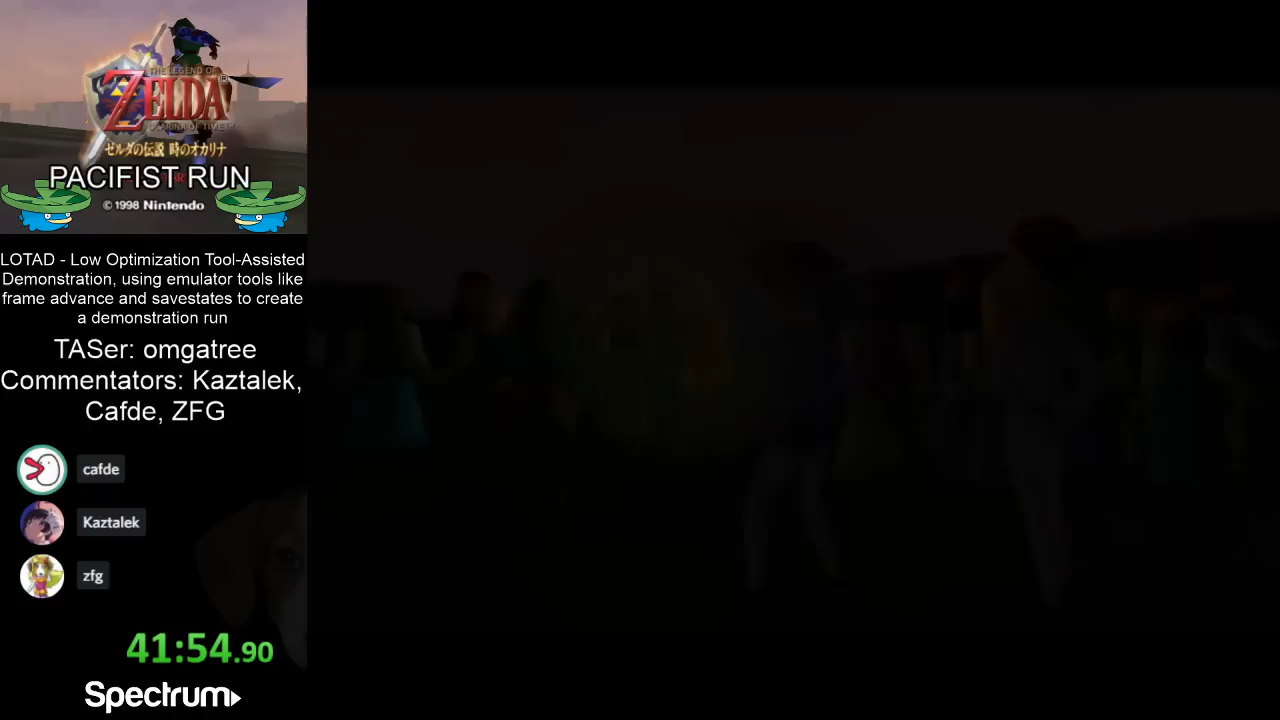 THE LEGEND OF
ZELDA
OCARINA OF TIME
ゼルダの伝説 時のオカリナ
PACIFIST RUN
© 1998 Nintendo
LOTAD - Low Optimization Tool-Assisted
Demonstration, using emulator tools like
frame advance and savestates to create
a demonstration run
TASer: omgatree
Commentators: Kaztalek,
Cafde, ZFG
cafde
Kaztalek
zfg
41:54.90
Spectrum